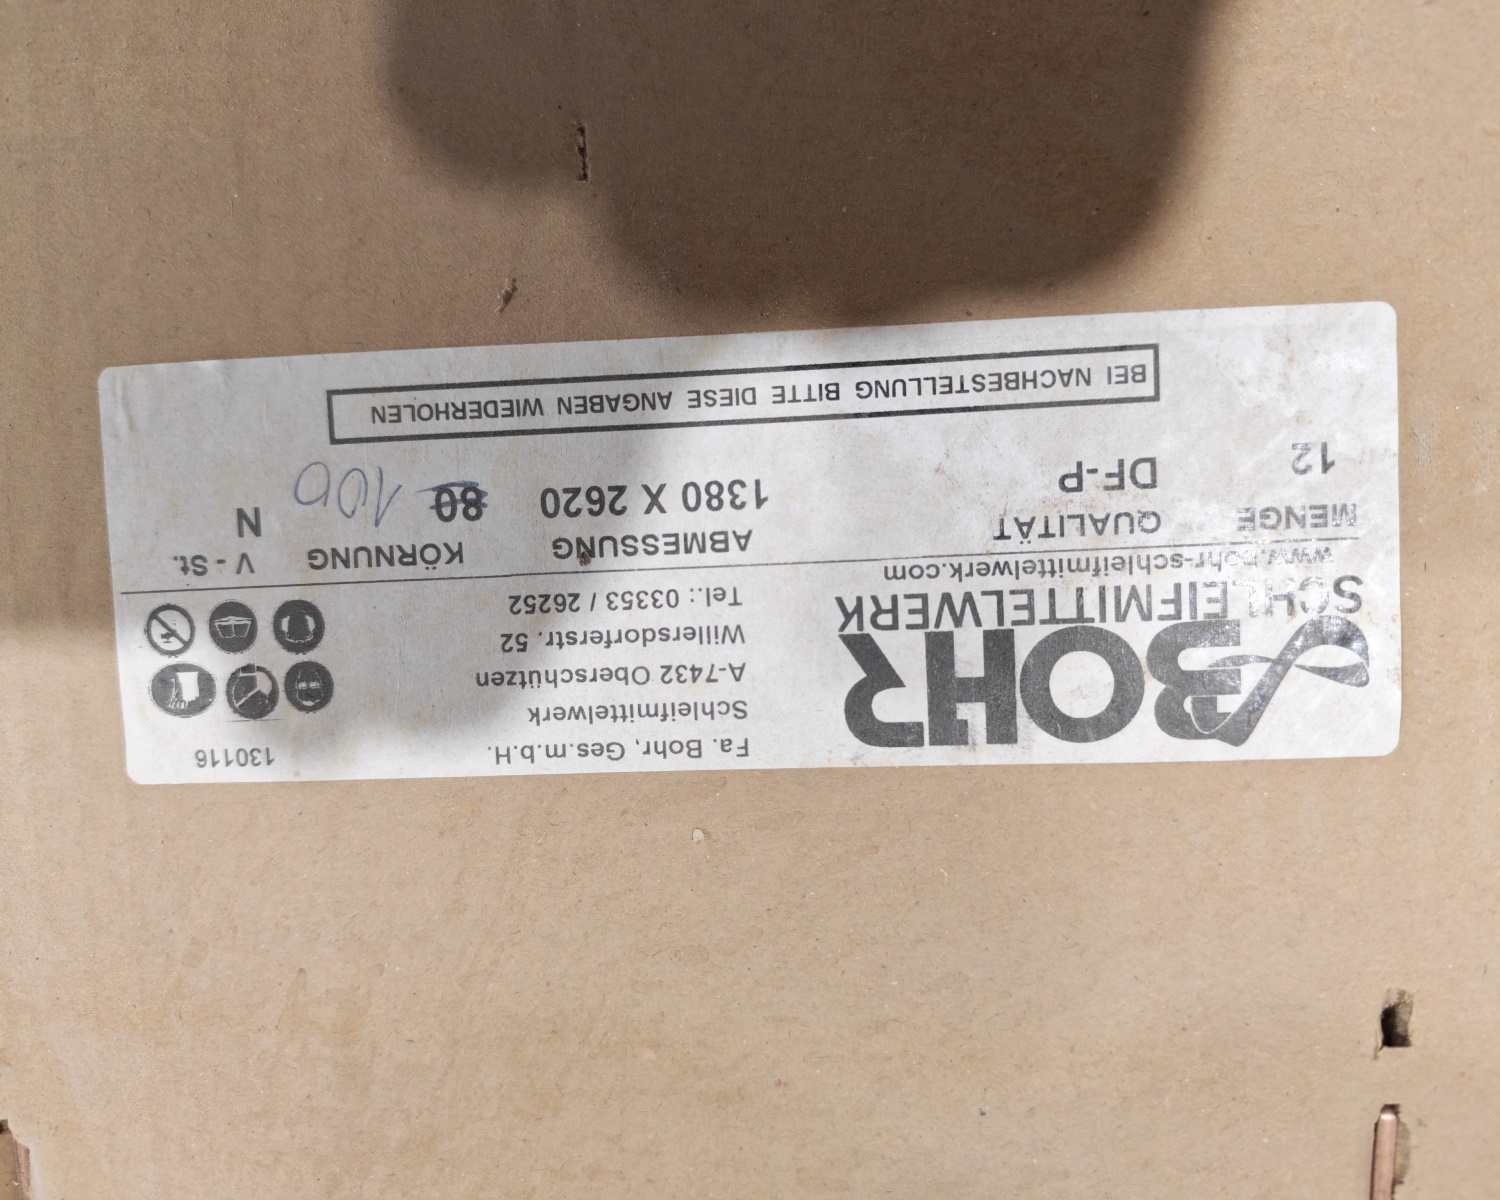 BOHR
SCHLEIFMITTELWERK
www.bohr-schleifmittelwerk.com
Fa. Bohr, Ges.m.b.H.
Schleifmittelwerk
A-7432 Oberschützen
Willersdorferstr. 52
Tel.: 03353 / 26252
130116
MENGE QUALITÄT ABMESSUNG KÖRNUNG V - St.
12 DF-P 1380 X 2620 80 100 N
BEI NACHBESTELLUNG BITTE DIESE ANGABEN WIEDERHOLEN